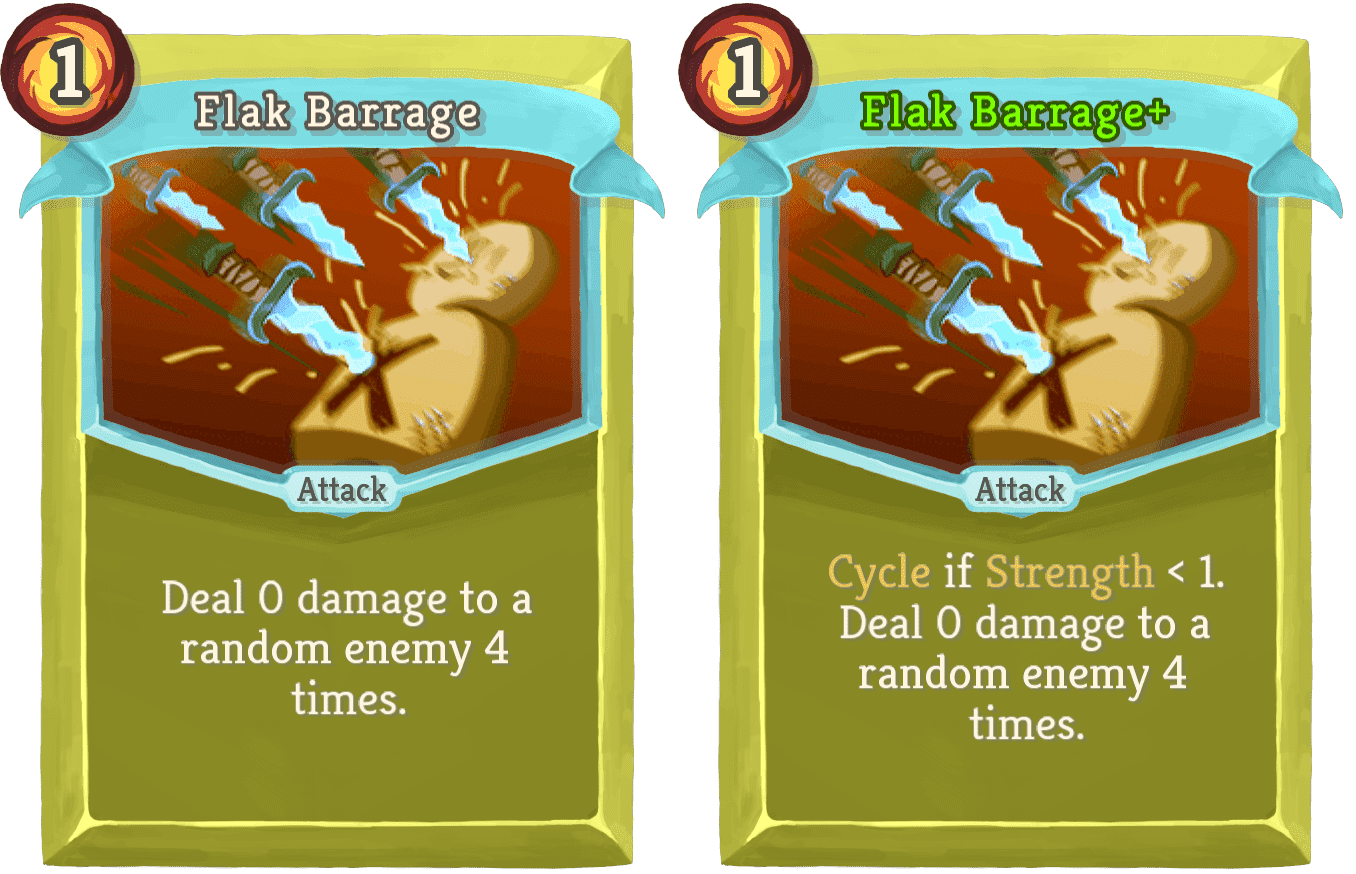 1
Flak Barrage
Attack
Deal 0 damage to a
random enemy 4
times.
1
Flak Barrage+
Attack
Cycle if Strength < 1.
Deal 0 damage to a
random enemy 4
times.